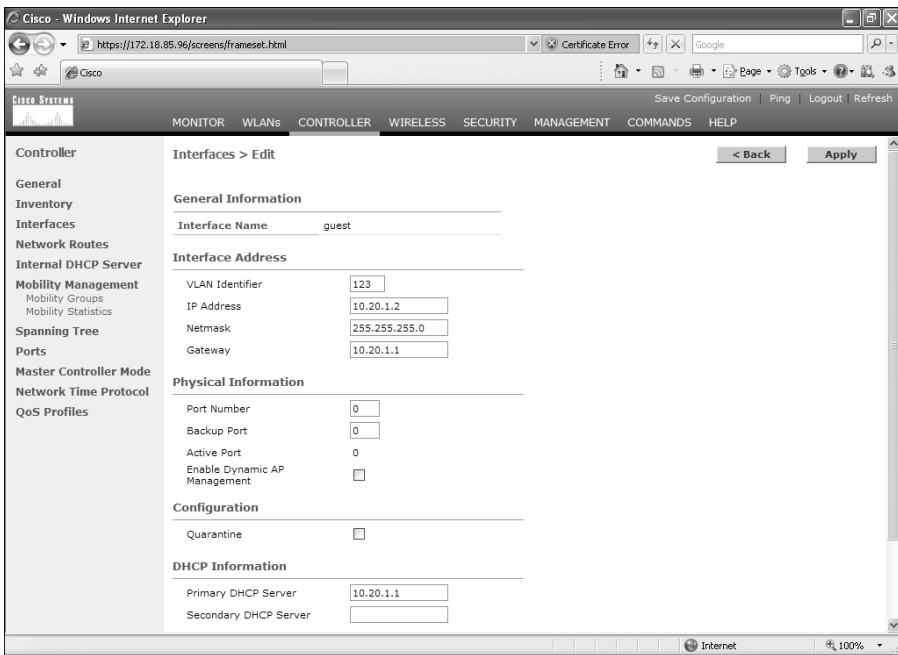 Cisco - Windows Internet Explorer
https://172.18.85.96/screens/frameset.html
Certificate Error
Google
Cisco
Page
Tools
CISCO SYSTEMS
Save Configuration | Ping | Logout | Refresh
MONITOR WLANs CONTROLLER WIRELESS SECURITY MANAGEMENT COMMANDS HELP
Controller
General
Inventory
Interfaces
Network Routes
Internal DHCP Server
Mobility Management
Mobility Groups
Mobility Statistics
Spanning Tree
Ports
Master Controller Mode
Network Time Protocol
QoS Profiles
Interfaces > Edit
< Back
Apply
General Information
Interface Name guest
Interface Address
VLAN Identifier 123
IP Address 10.20.1.2
Netmask 255.255.255.0
Gateway 10.20.1.1
Physical Information
Port Number 0
Backup Port 0
Active Port 0
Enable Dynamic AP
Management
Configuration
Quarantine
DHCP Information
Primary DHCP Server 10.20.1.1
Secondary DHCP Server
Internet
100%